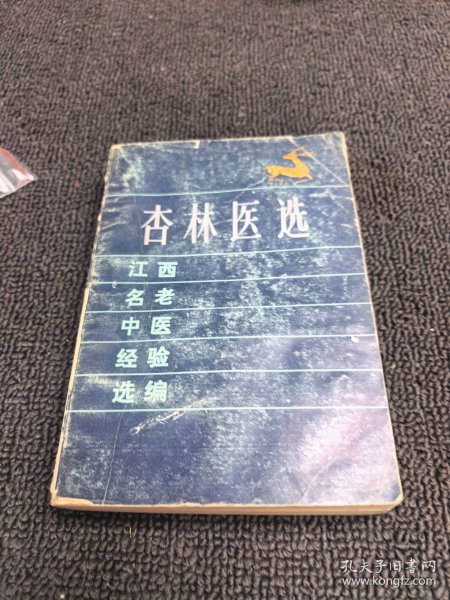 杏林医选
江西
名老
中医
经验
选编
孔夫子旧书网
www.kongfz.com